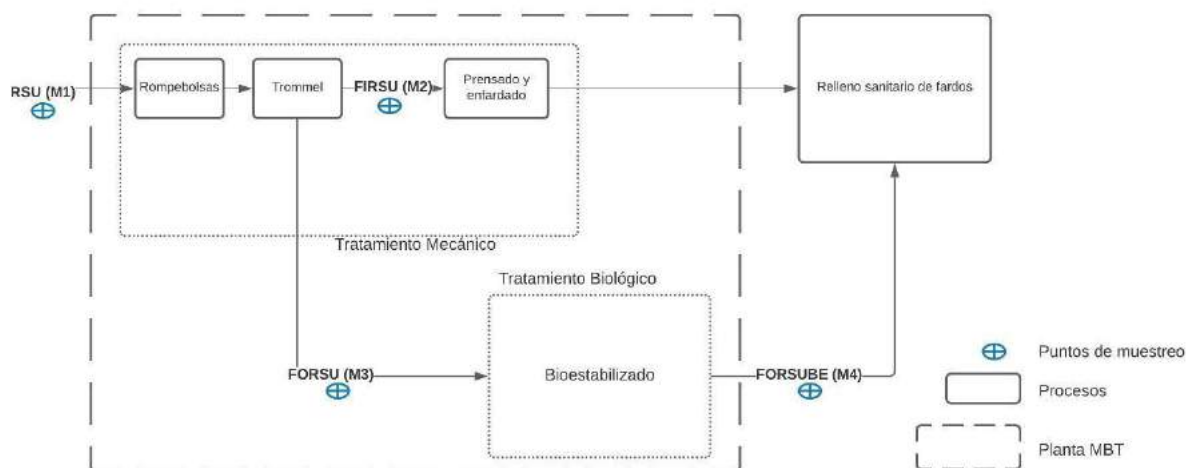 RSU (M1)
Rompebolsas
Trommel
FIRSU (M2)
Prensado y
enfardado
Relleno sanitario de fardos
Tratamiento Mecánico
Tratamiento Biológico
FORSU (M3)
Bioestabilizado
FORSUBE (M4)
Puntos de muestreo
Procesos
Planta MBT